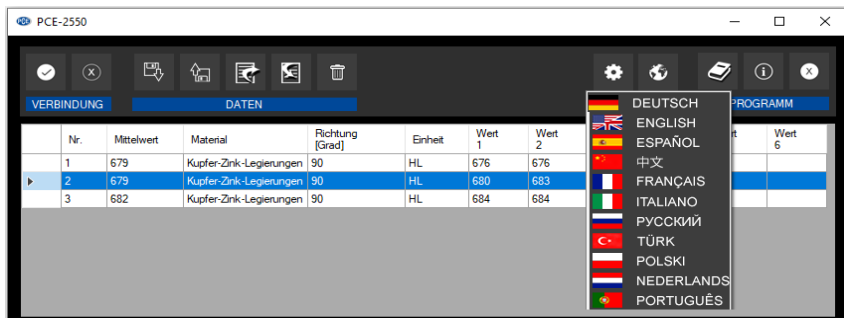 PCE-2550
VERBINDUNG DATEN PROGRAMM
Nr. Mittelwert Material Richtung [Grad] Einheit Wert 1 Wert 2 Wert 6
1 679 Kupfer-Zink-Legierungen 90 HL 676 676
2 679 Kupfer-Zink-Legierungen 90 HL 680 683
3 682 Kupfer-Zink-Legierungen 90 HL 684 684
DEUTSCH
ENGLISH
ESPAÑOL
中文
FRANÇAIS
ITALIANO
РУССКИЙ
TÜRK
POLSKI
NEDERLANDS
PORTUGUÊS